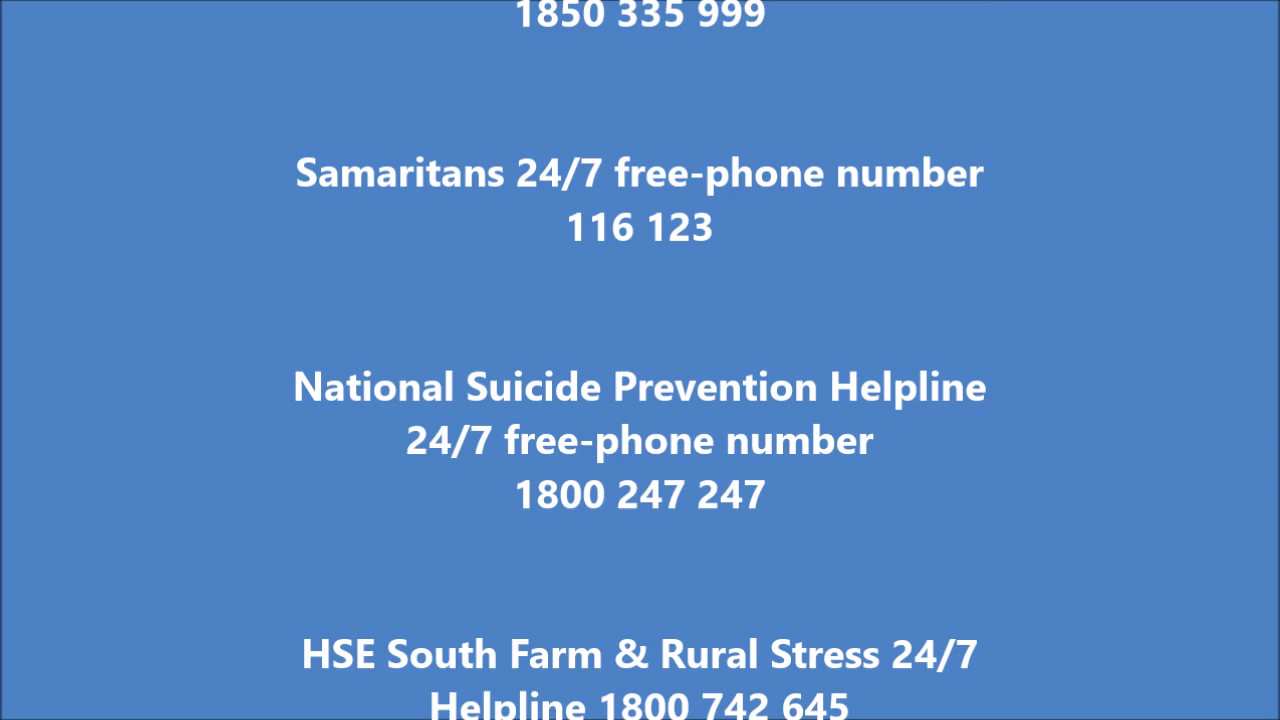 1850 335 999
Samaritans 24/7 free-phone number
116 123
National Suicide Prevention Helpline
24/7 free-phone number
1800 247 247
HSE South Farm & Rural Stress 24/7
Helpline 1800 742 645